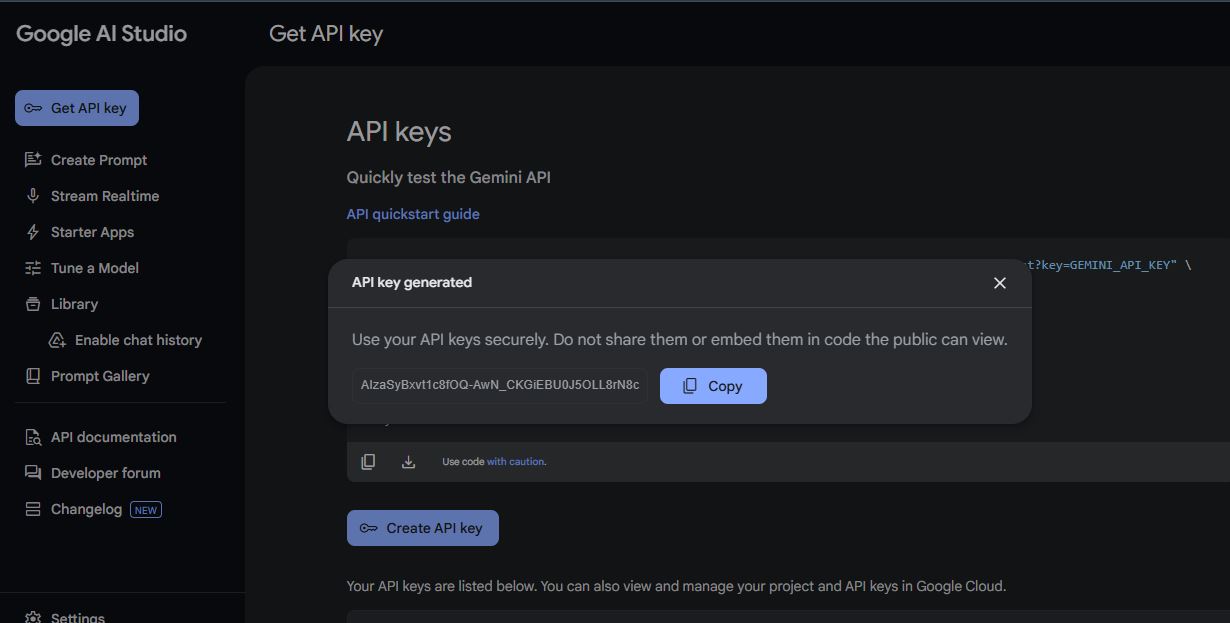 Google AI Studio
Get API key
Get API key
Create Prompt
Stream Realtime
Starter Apps
Tune a Model
Library
Enable chat history
Prompt Gallery
API documentation
Developer forum
Changelog NEW
Settings
API keys
Quickly test the Gemini API
API quickstart guide
t?key=GEMINI_API_KEY" \
API key generated
Use your API keys securely. Do not share them or embed them in code the public can view.
Copy
Use code with caution.
Create API key
Your API keys are listed below. You can also view and manage your project and API keys in Google Cloud.